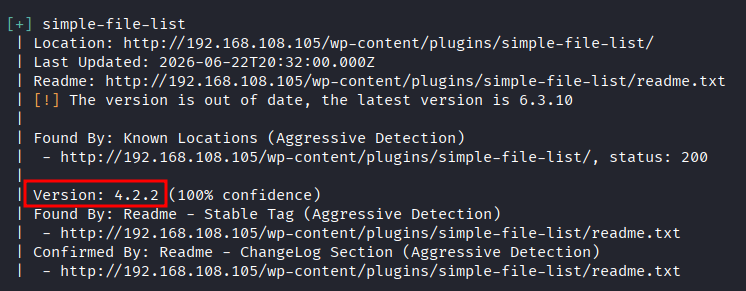 [+] simple-file-list
 | Location: http://192.168.108.105/wp-content/plugins/simple-file-list/
 | Last Updated: 2026-06-22T20:32:00.000Z
 | Readme: http://192.168.108.105/wp-content/plugins/simple-file-list/readme.txt
 | [!] The version is out of date, the latest version is 6.3.10
 |
 | Found By: Known Locations (Aggressive Detection)
 |  - http://192.168.108.105/wp-content/plugins/simple-file-list/, status: 200
 |
 | Version: 4.2.2 (100% confidence)
 | Found By: Readme - Stable Tag (Aggressive Detection)
 |  - http://192.168.108.105/wp-content/plugins/simple-file-list/readme.txt
 | Confirmed By: Readme - ChangeLog Section (Aggressive Detection)
 |  - http://192.168.108.105/wp-content/plugins/simple-file-list/readme.txt